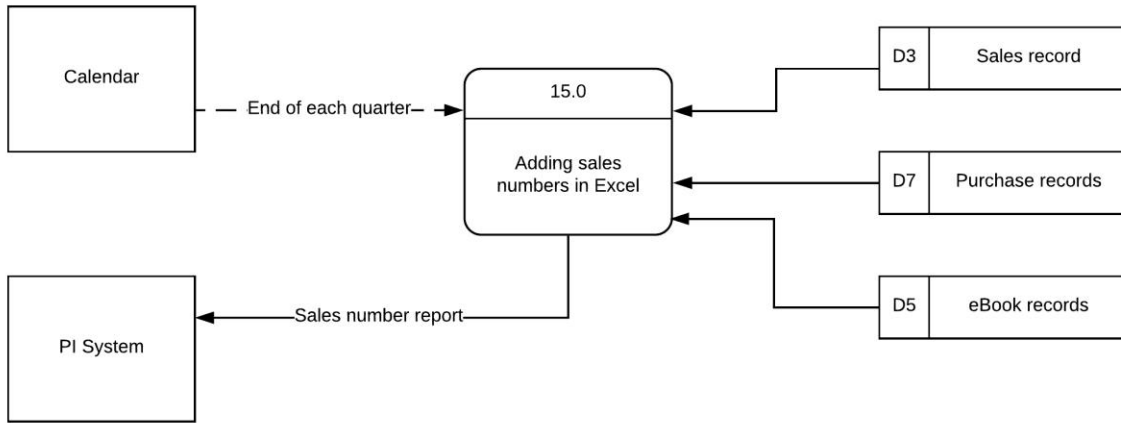 Calendar
End of each quarter
15.0
Adding sales
numbers in Excel
D3 Sales record
D7 Purchase records
D5 eBook records
Sales number report
PI System